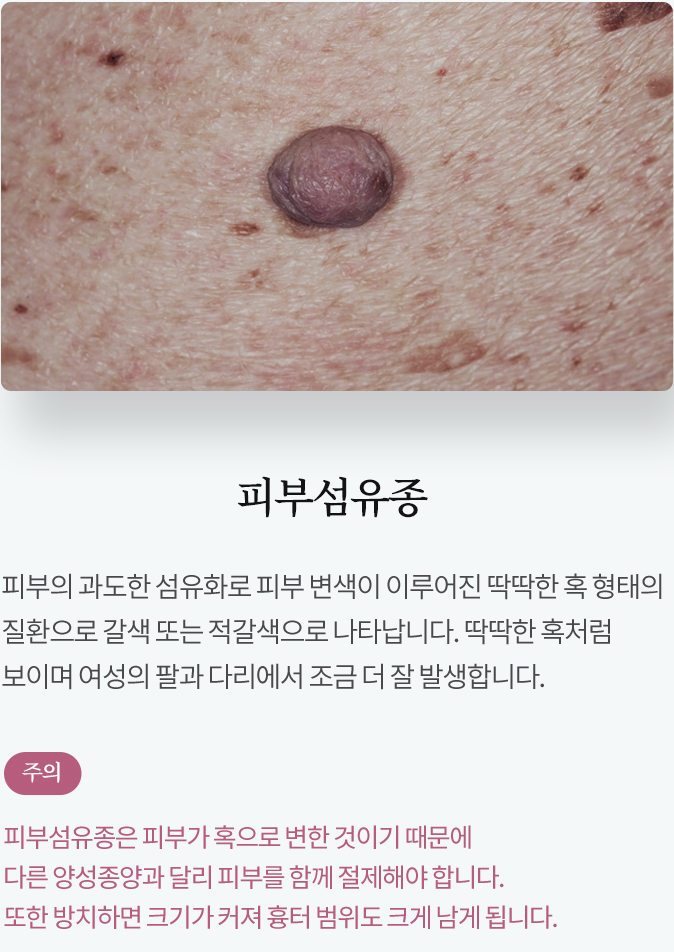 피부섬유종
피부의 과도한 섬유화로 피부 변색이 이루어진 딱딱한 혹 형태의
질환으로 갈색 또는 적갈색으로 나타납니다. 딱딱한 혹처럼
보이며 여성의 팔과 다리에서 조금 더 잘 발생합니다.
주의
피부섬유종은 피부가 혹으로 변한 것이기 때문에
다른 양성종양과 달리 피부를 함께 절제해야 합니다.
또한 방치하면 크기가 커져 흉터 범위도 크게 남게 됩니다.